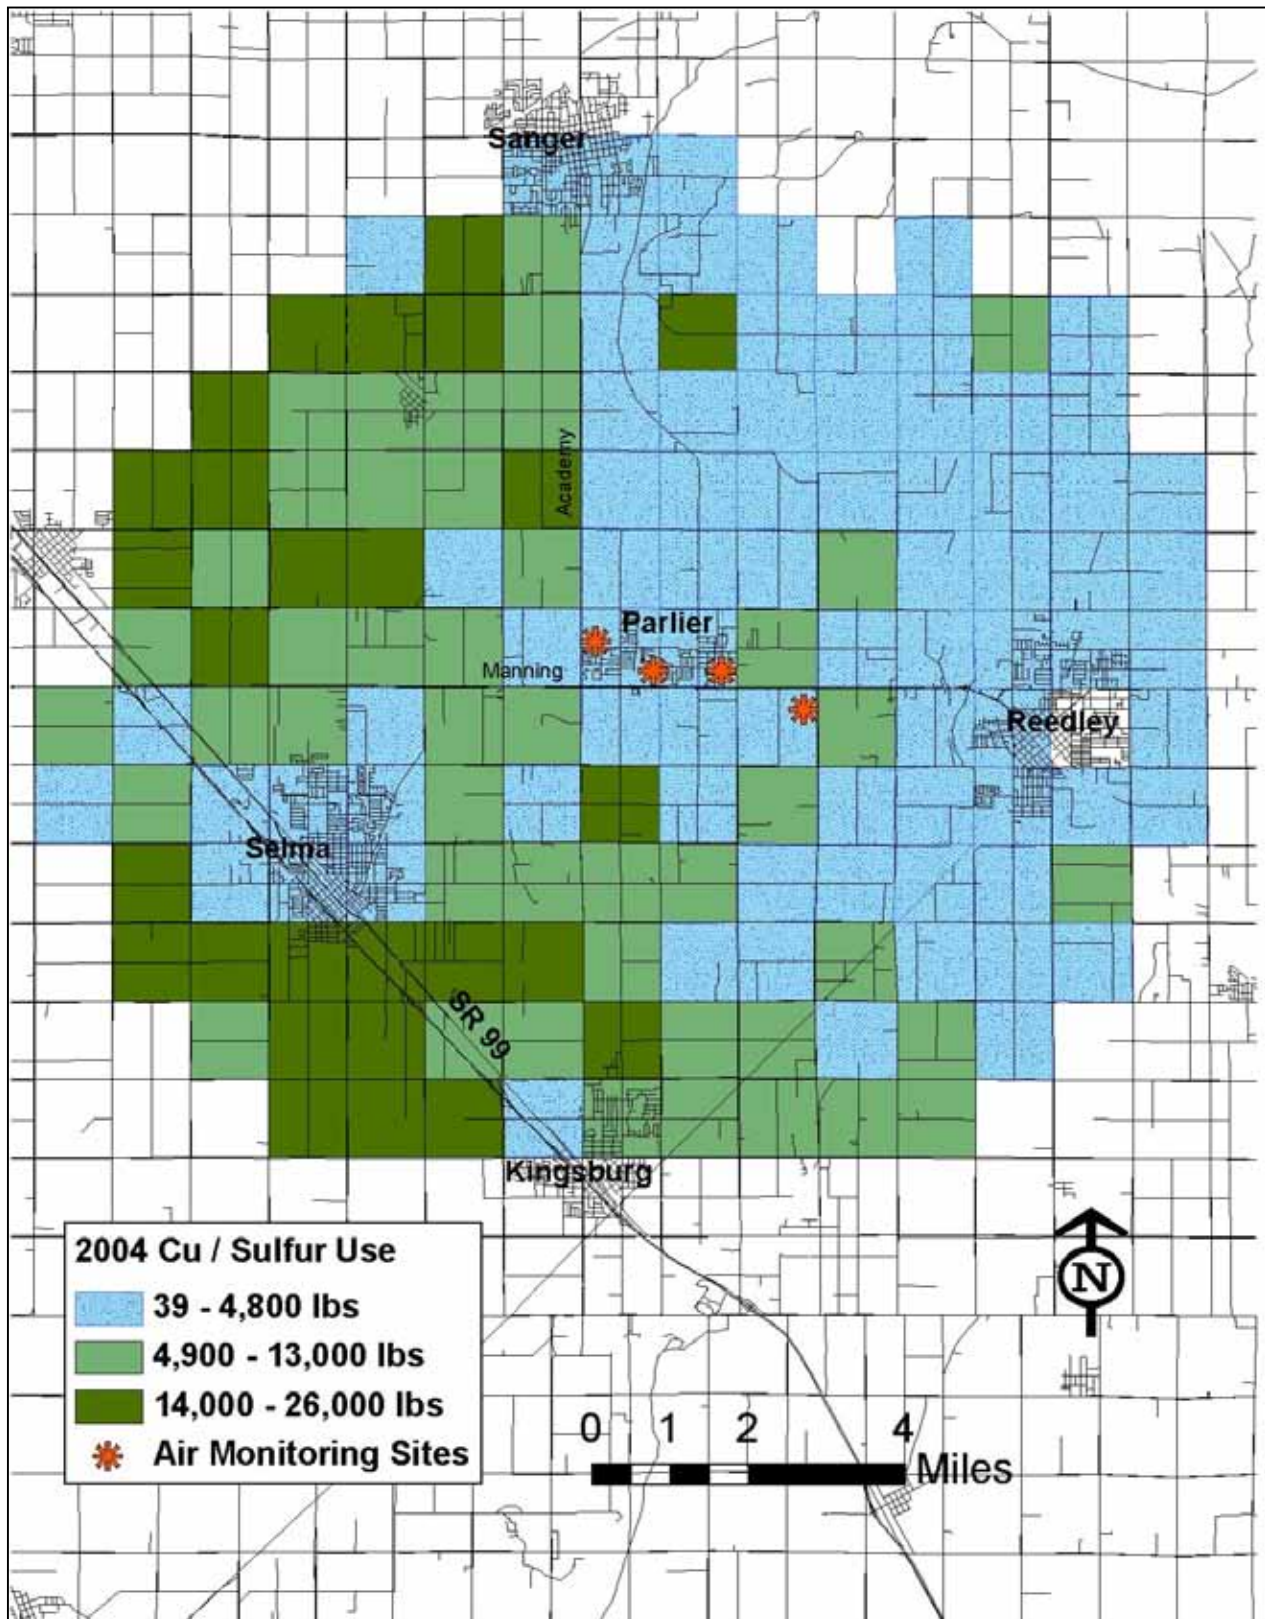 Sanger
Academy
Parlier
Manning
Reedley
Selma
SR 99
Kingsburg
2004 Cu / Sulfur Use
39 - 4,800 lbs
4,900 - 13,000 lbs
14,000 - 26,000 lbs
Air Monitoring Sites
N
0 1 2 4
Miles